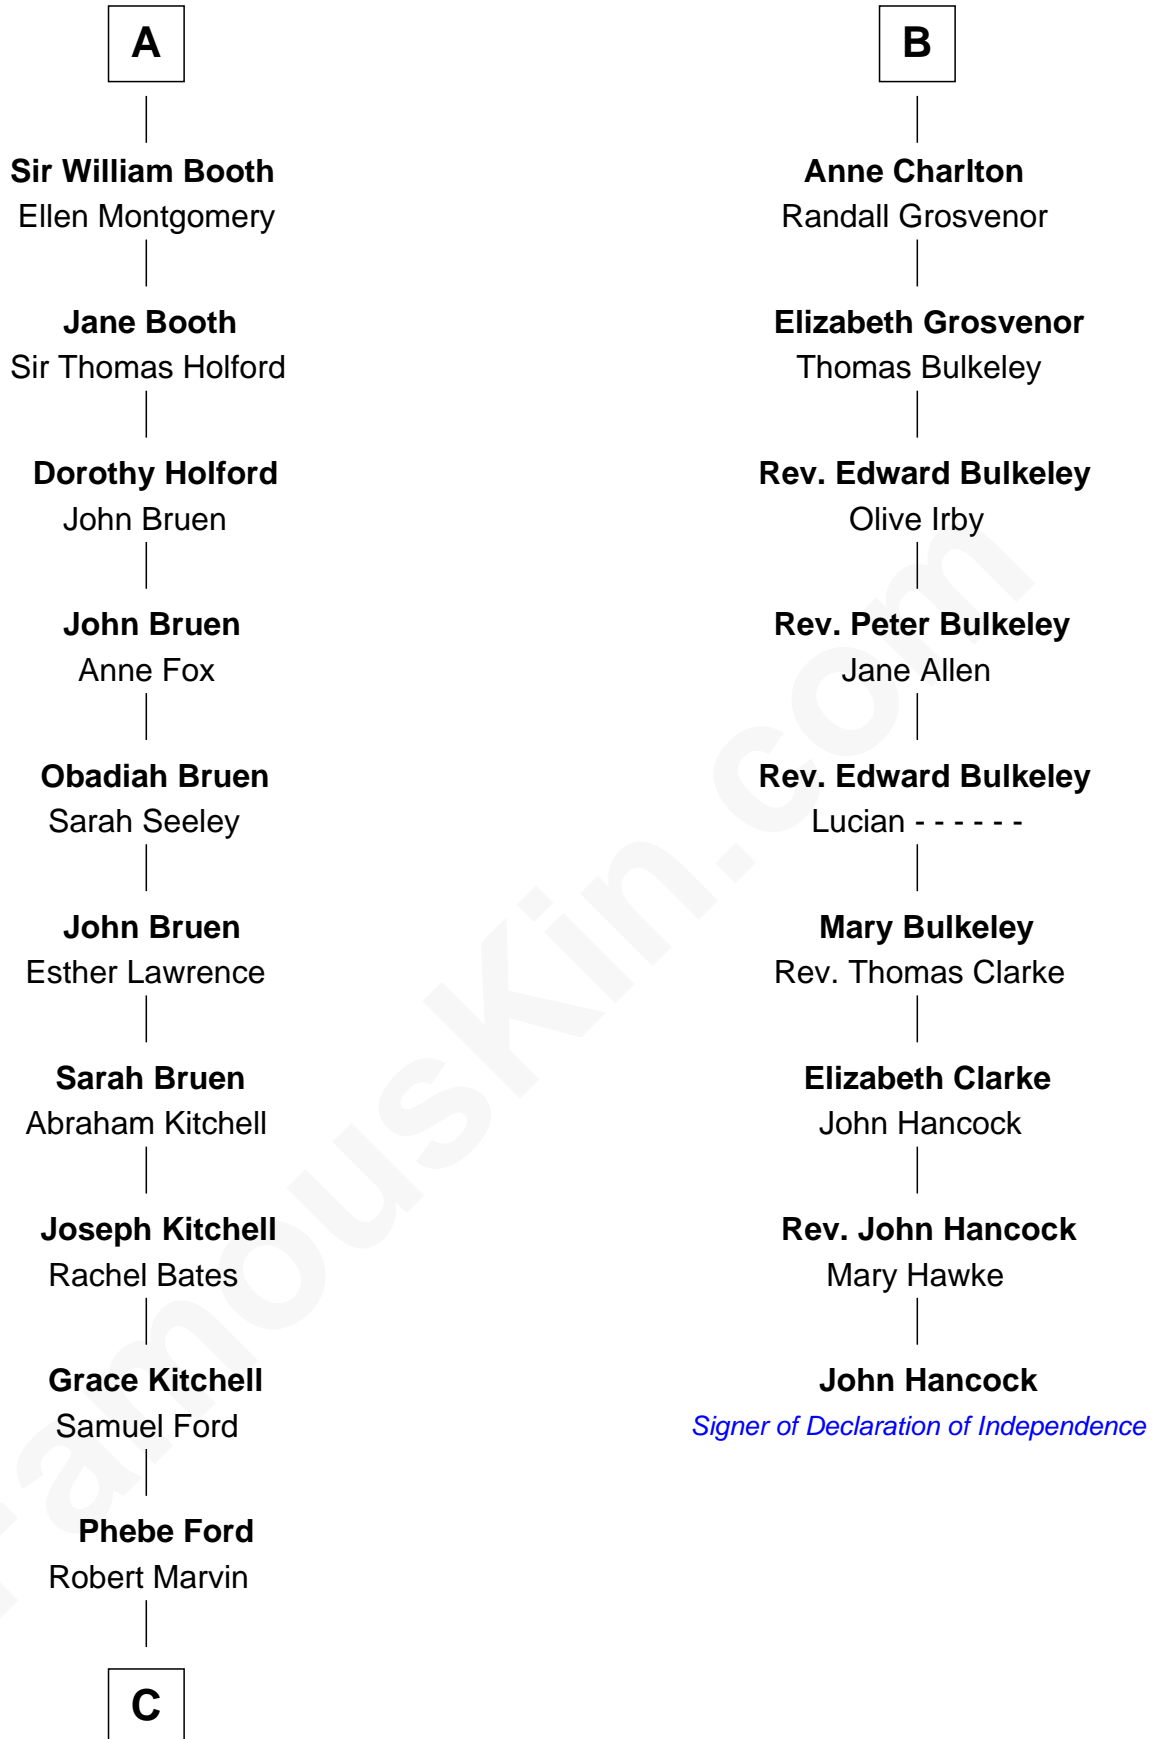 A
Sir William Booth
Ellen Montgomery
Jane Booth
Sir Thomas Holford
Dorothy Holford
John Bruen
John Bruen
Anne Fox
Obadiah Bruen
Sarah Seeley
John Bruen
Esther Lawrence
Sarah Bruen
Abraham Kitchell
Joseph Kitchell
Rachel Bates
Grace Kitchell
Samuel Ford
Phebe Ford
Robert Marvin
C
B
Anne Charlton
Randall Grosvenor
Elizabeth Grosvenor
Thomas Bulkeley
Rev. Edward Bulkeley
Olive Irby
Rev. Peter Bulkeley
Jane Allen
Rev. Edward Bulkeley
Lucian - - - - - -
Mary Bulkeley
Rev. Thomas Clarke
Elizabeth Clarke
John Hancock
Rev. John Hancock
Mary Hawke
John Hancock
Signer of Declaration of Independence
FamousKin.com